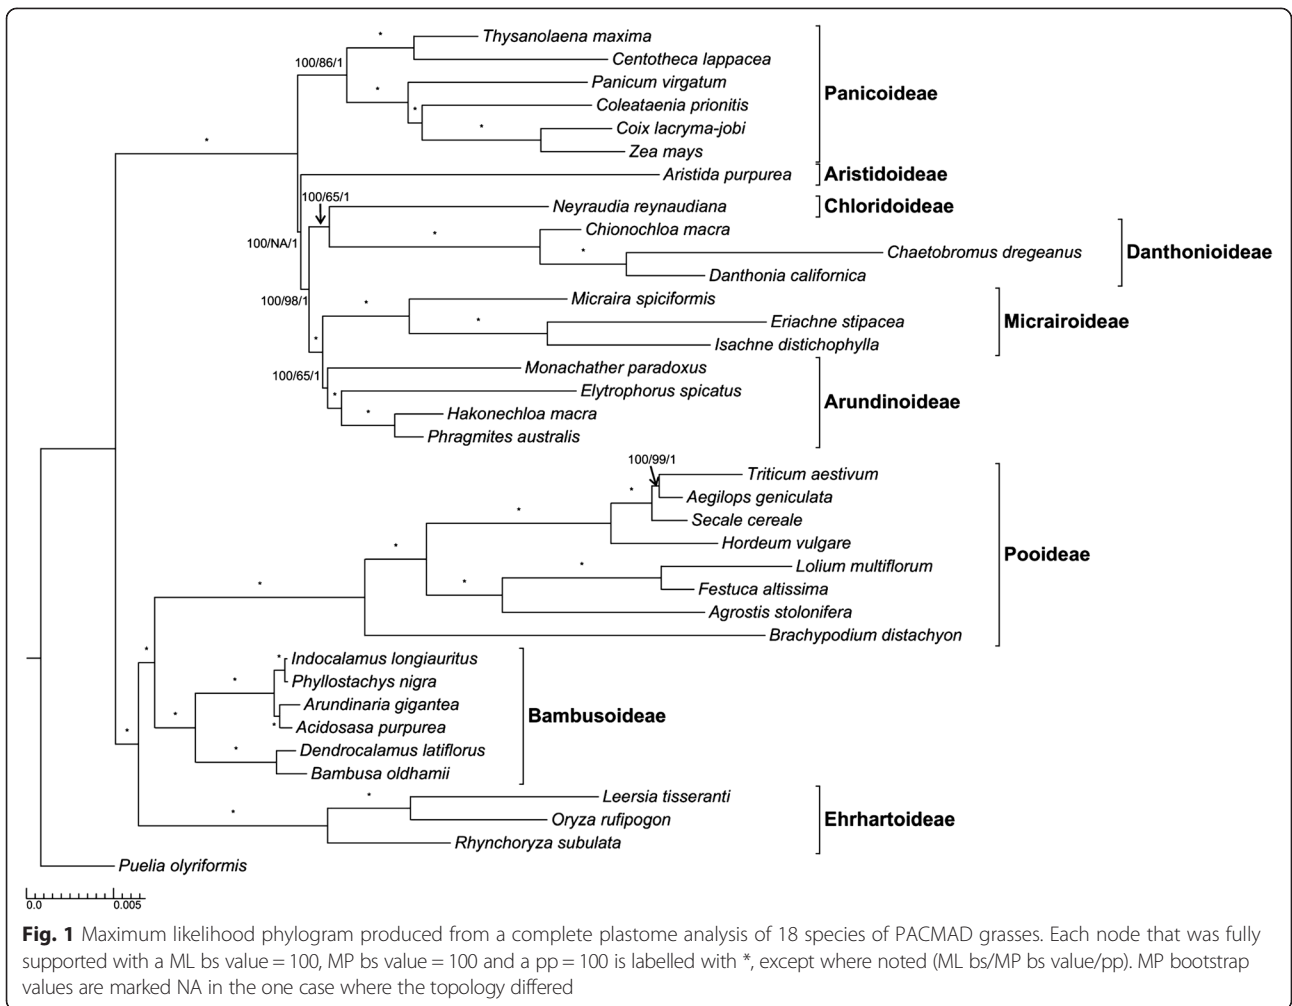 *
Thysanolaena maxima
Centotheca lappacea
100/86/1
*
Panicum virgatum
Panicoideae
*
Coleataenia prionitis
*
Coix lacryma-jobi
*
Zea mays
Aristida purpurea
Aristidoideae
100/65/1
Neyraudia reynaudiana
Chloridoideae
*
Chionochloa macra
100/NA/1
*
Chaetobromus dregeanus
Danthonioideae
Danthonia californica
100/98/1
*
Micraira spiciformis
*
Eriachne stipacea
Micrairoideae
*
Isachne distichophylla
100/65/1
Monachather paradoxus
*
Elytrophorus spicatus
Arundinoideae
*
Hakonechloa macra
Phragmites australis
100/99/1
Triticum aestivum
*
Aegilops geniculata
*
Secale cereale
*
Hordeum vulgare
Pooideae
*
Lolium multiflorum
*
*
Festuca altissima
Agrostis stolonifera
Brachypodium distachyon
*
*
Indocalamus longiauritus
*
Phyllostachys nigra
*
Arundinaria gigantea
Bambusoideae
*
*
Acidosasa purpurea
*
Dendrocalamus latiflorus
Bambusa oldhamii
*
Leersia tisseranti
*
Oryza rufipogon
Ehrhartoideae
Rhynchoryza subulata
Puelia olyriformis
0.0 0.005
Fig. 1 Maximum likelihood phylogram produced from a complete plastome analysis of 18 species of PACMAD grasses. Each node that was fully
supported with a ML bs value = 100, MP bs value = 100 and a pp = 100 is labelled with *, except where noted (ML bs/MP bs value/pp). MP bootstrap
values are marked NA in the one case where the topology differed